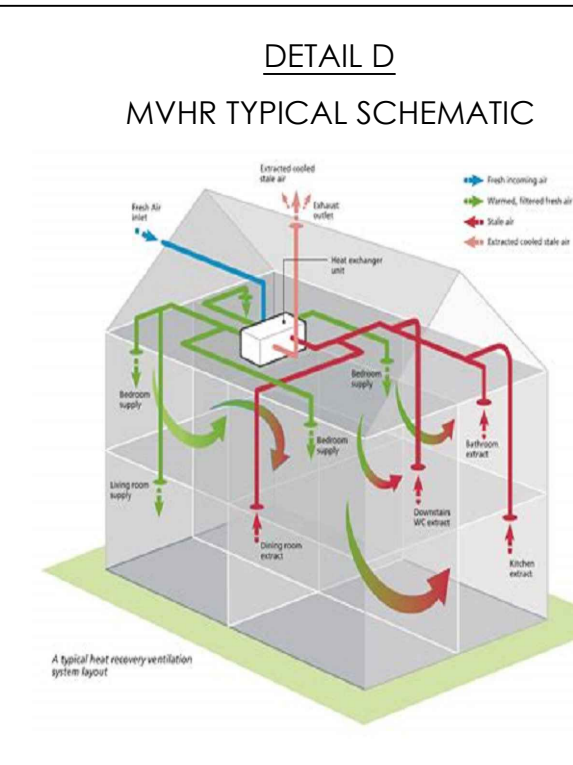 DETAIL D
MVHR TYPICAL SCHEMATIC
Extracted cooled
stale air
Fresh Air
inlet
Exhaust
outlet
Fresh incoming air
Warmed, filtered fresh air
Stale air
Extracted cooled stale air
Heat exchanger
unit
Bedroom
supply
Bedroom
supply
Bedroom
supply
Bathroom
extract
Living room
supply
Downstairs
WC extract
Dining room
extract
Kitchen
extract
A typical heat recovery ventilation
system layout